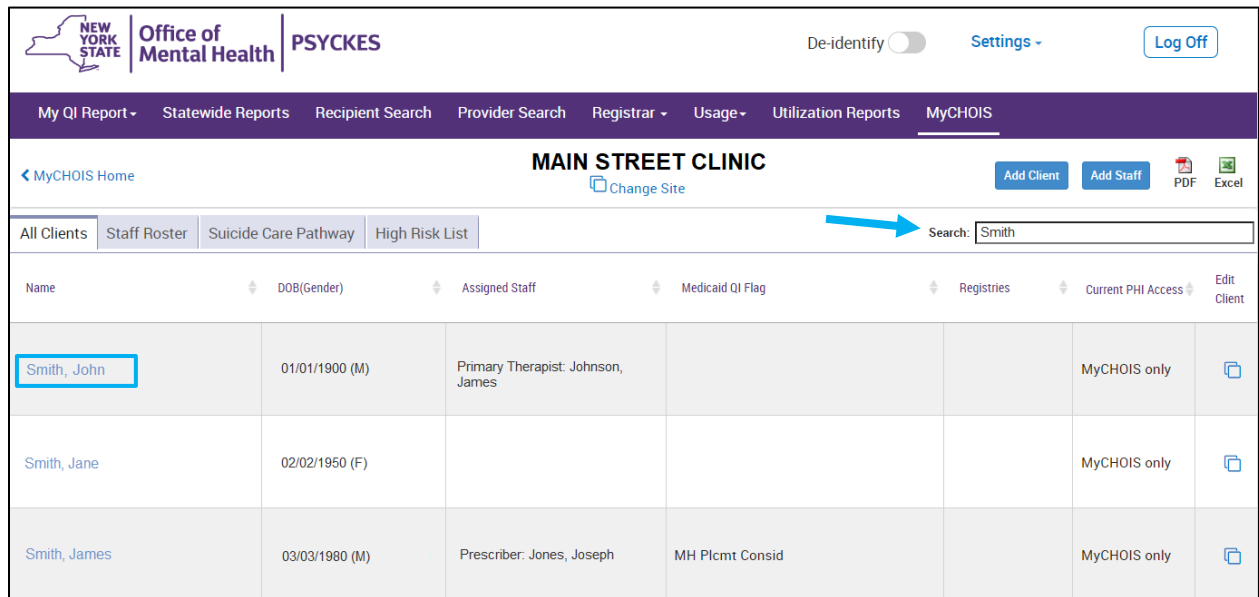 NEW YORK STATE
Office of Mental Health
PSYCKES
De-identify
Settings
Log Off
My QI Report
Statewide Reports
Recipient Search
Provider Search
Registrar
Usage
Utilization Reports
MyCHOIS
MyCHOIS Home
MAIN STREET CLINIC
Change Site
Add Client
Add Staff
PDF
Excel
All Clients
Staff Roster
Suicide Care Pathway
High Risk List
Search: Smith
Name
DOB(Gender)
Assigned Staff
Medicaid QI Flag
Registries
Current PHI Access
Edit Client
Smith, John
01/01/1900 (M)
Primary Therapist: Johnson,
James
MyCHOIS only
Smith, Jane
02/02/1950 (F)
MyCHOIS only
Smith, James
03/03/1980 (M)
Prescriber: Jones, Joseph
MH Plcmt Consid
MyCHOIS only